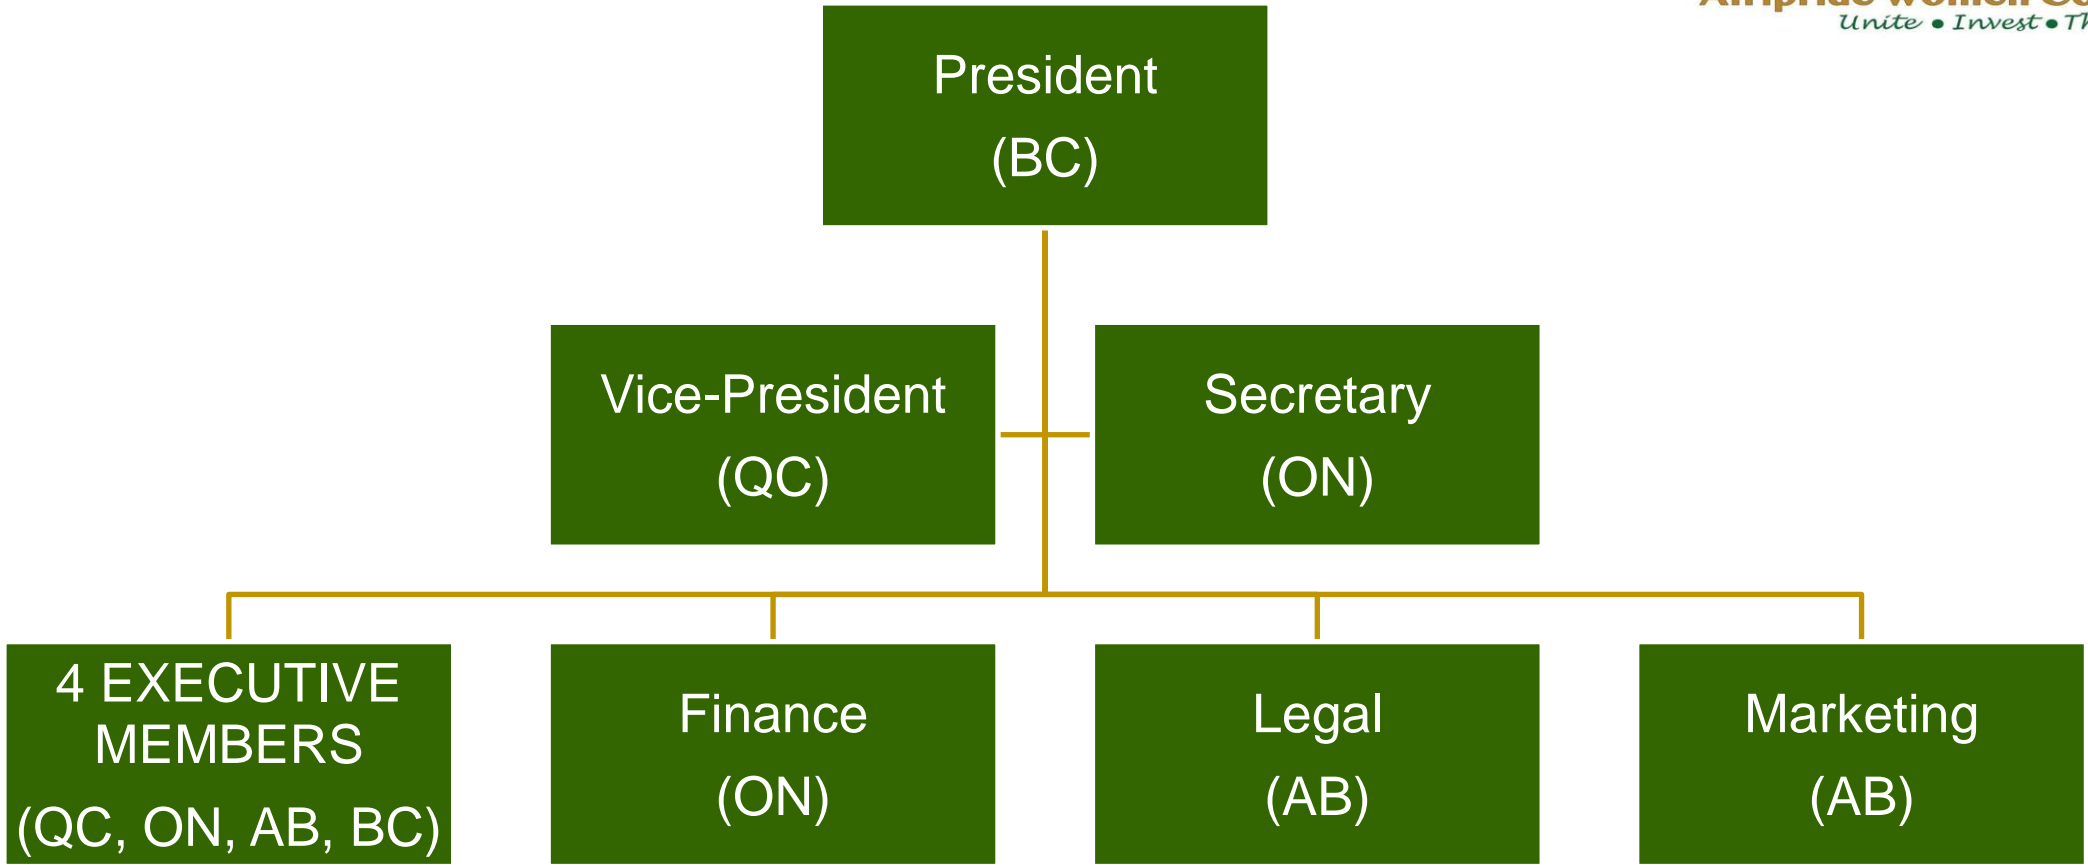 Unite • Invest •
President
(BC)
Vice-President
(QC)
Secretary
(ON)
4 EXECUTIVE
MEMBERS
(QC, ON, AB, BC)
Finance
(ON)
Legal
(AB)
Marketing
(AB)